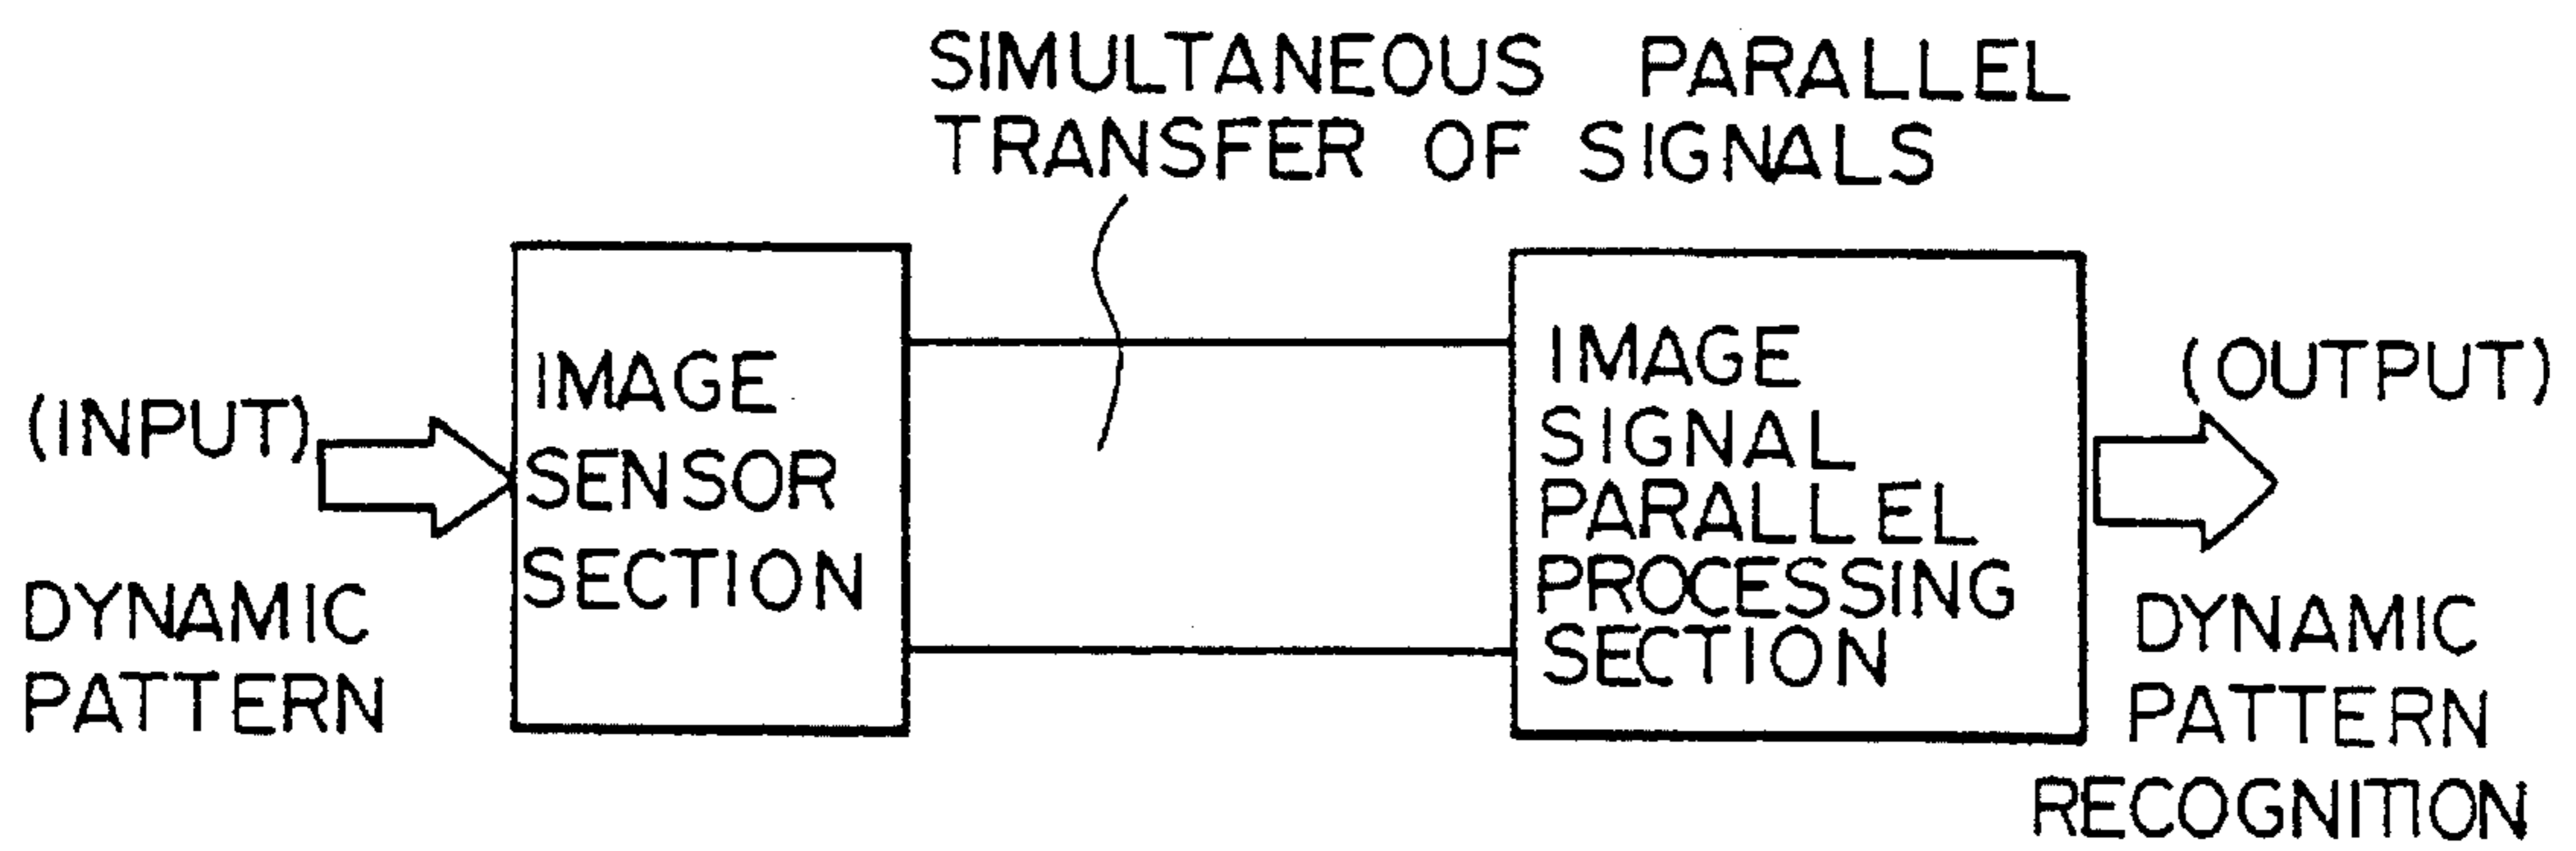 SIMULTANEOUS PARALLEL
TRANSFER OF SIGNALS
(INPUT)
DYNAMIC
PATTERN
IMAGE
SENSOR
SECTION
IMAGE
SIGNAL
PARALLEL
PROCESSING
SECTION
(OUTPUT)
DYNAMIC
PATTERN
RECOGNITION